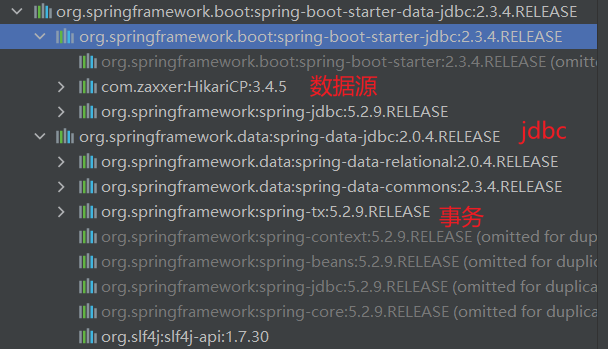 org.springframework.boot:spring-boot-starter-data-jdbc:2.3.4.RELEASE
org.springframework.boot:spring-boot-starter-jdbc:2.3.4.RELEASE
org.springframework.boot:spring-boot-starter:2.3.4.RELEASE (omitte
com.zaxxer:HikariCP:3.4.5 数据源
org.springframework:spring-jdbc:5.2.9.RELEASE
org.springframework.data:spring-data-jdbc:2.0.4.RELEASE jdbc
org.springframework.data:spring-data-relational:2.0.4.RELEASE
org.springframework.data:spring-data-commons:2.3.4.RELEASE
org.springframework:spring-tx:5.2.9.RELEASE 事务
org.springframework:spring-context:5.2.9.RELEASE (omitted for duplic
org.springframework:spring-beans:5.2.9.RELEASE (omitted for duplica
org.springframework:spring-jdbc:5.2.9.RELEASE (omitted for duplicat
org.springframework:spring-core:5.2.9.RELEASE (omitted for duplicat
org.slf4j:slf4j-api:1.7.30